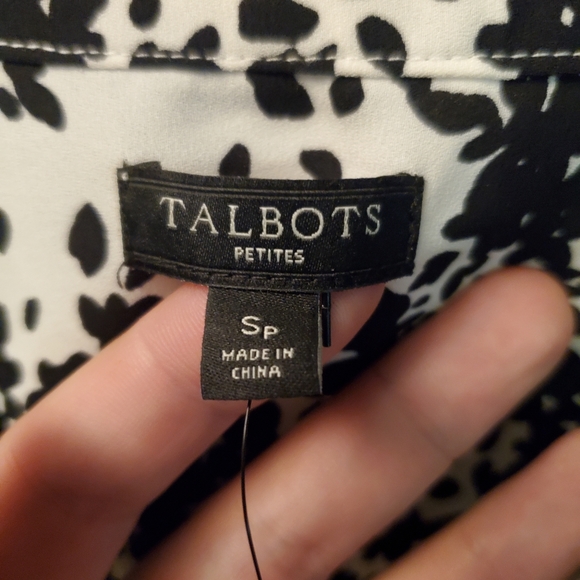 TALBOTS
PETITES
SP
MADE IN
CHINA